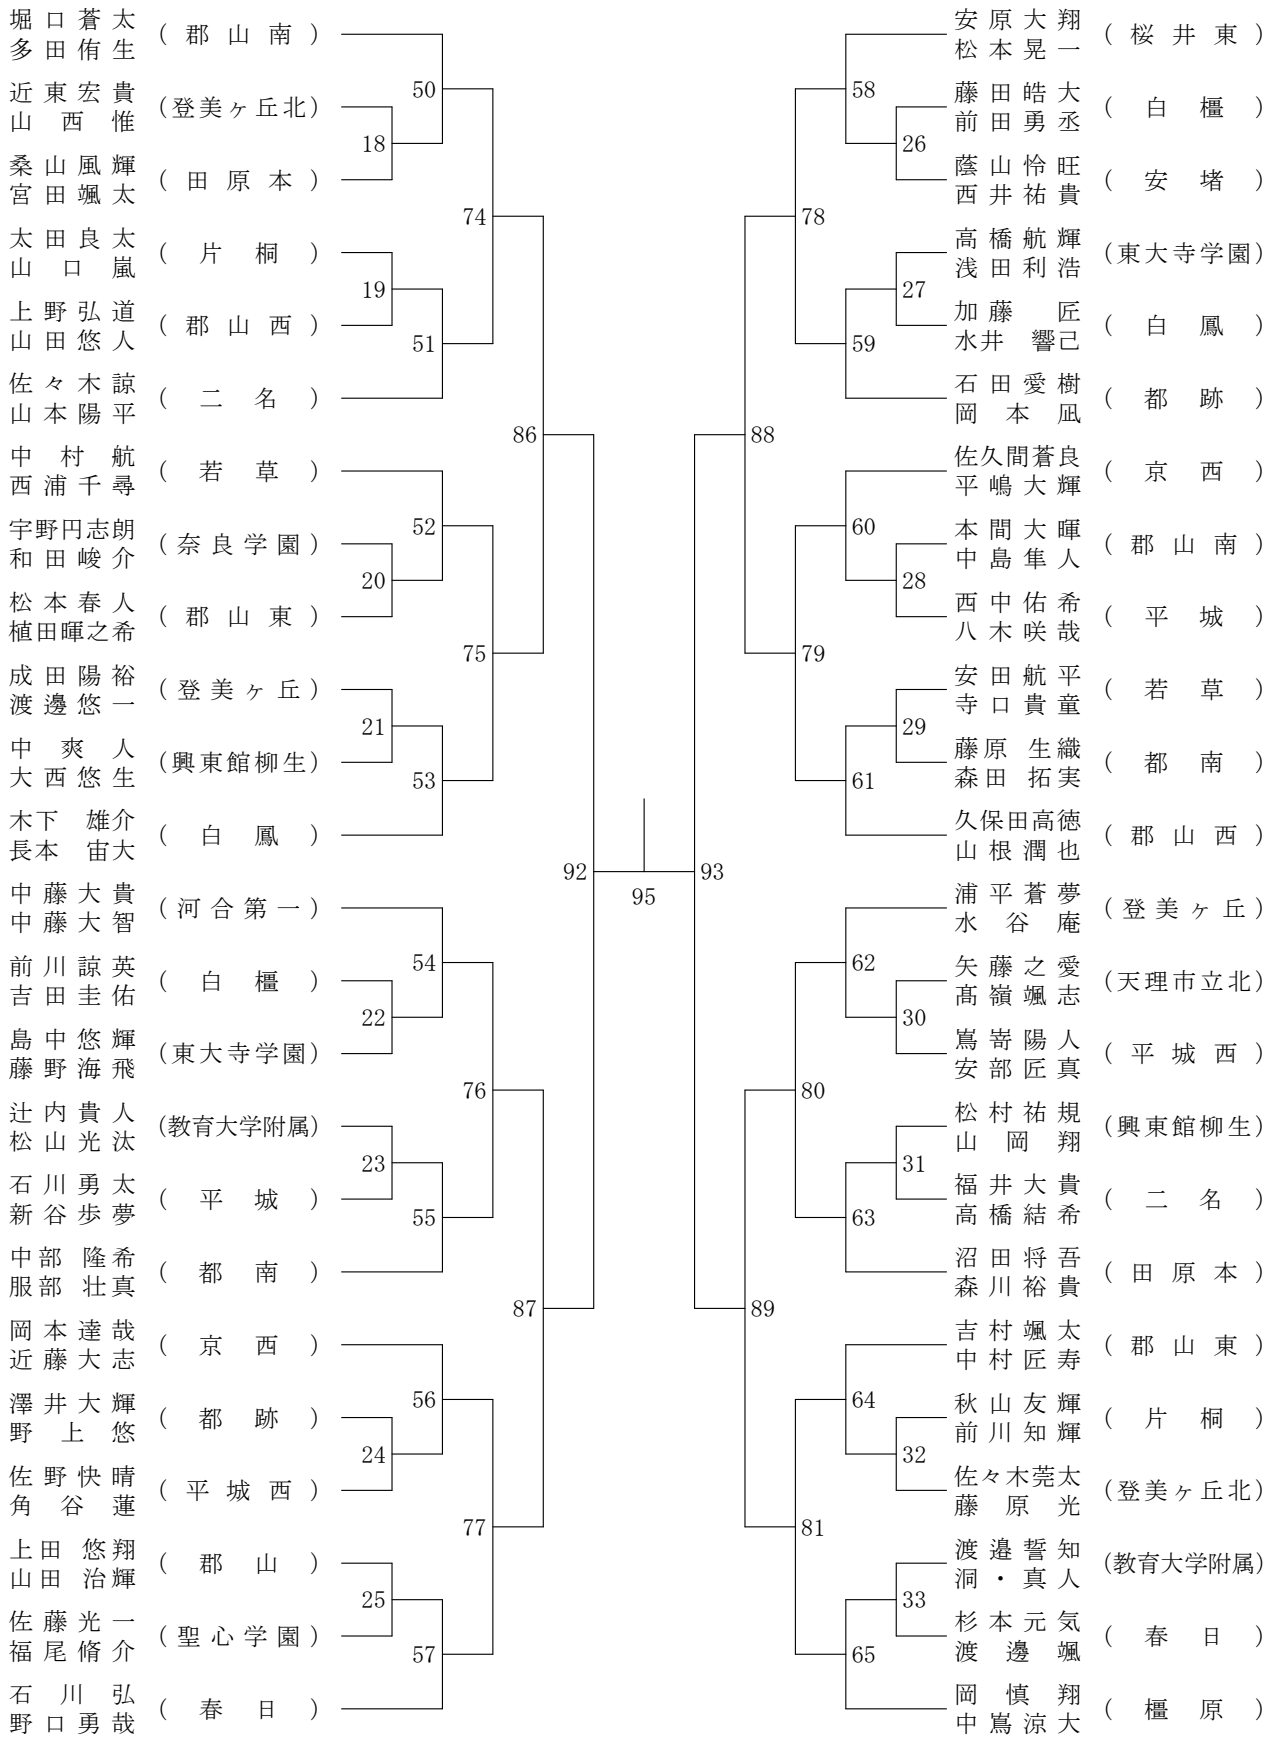 堀口蒼太
多田侑生
(郡山南)
近東宏貴
山西惟
(登美ヶ丘北)
桑山風輝
宮田颯太
(田原本)
太田良太
山口嵐
(片桐)
上野弘道
山田悠人
(郡山西)
佐々木諒
山本陽平
(二名)
中村航
西浦千尋
(若草)
宇野円志朗
和田崚介
(奈良学園)
松本春人
植田暉之希
(郡山東)
成田陽裕
渡邊悠一
(登美ヶ丘)
中爽人
大西悠生
(興東館柳生)
木下 雄介
長本 宙大
(白鳳)
中藤大貴
中藤大智
(河合第一)
前川諒英
吉田圭佑
(白橿)
島中悠輝
藤野海飛
(東大寺学園)
辻内貴人
松山光汰
(教育大学附属)
石川勇太
新谷歩夢
(平城)
中部 隆希
服部 壮真
(都南)
岡本達哉
近藤大志
(京西)
澤井大輝
野上悠
(都跡)
佐野快晴
角谷蓮
(平城西)
上田 悠翔
山田 治輝
(郡山)
佐藤光一
福尾脩介
(聖心学園)
石川弘
野口勇哉
(春日)
18
19
20
21
22
23
24
25
50
51
52
53
54
55
56
57
74
75
76
77
86
87
92
95
93
88
89
78
79
80
81
58
59
60
61
62
63
64
65
26
27
28
29
30
31
32
33
安原大翔
松本晃一
(桜井東)
藤田皓大
前田勇丞
(白橿)
蔭山怜旺
西井祐貴
(安堵)
高橋航輝
浅田利浩
(東大寺学園)
加藤 匠
水井 響己
(白鳳)
石田愛樹
岡本凪
(都跡)
佐久間蒼良
平嶋大輝
(京西)
本間大暉
中島隼人
(郡山南)
西中佑希
八木咲哉
(平城)
安田航平
寺口貴童
(若草)
藤原 生織
森田 拓実
(都南)
久保田高徳
山根潤也
(郡山西)
浦平蒼夢
水谷庵
(登美ヶ丘)
矢藤之愛
髙嶺颯志
(天理市立北)
嶌嵜陽人
安部匠真
(平城西)
松村祐規
山岡翔
(興東館柳生)
福井大貴
高橋結希
(二名)
沼田将吾
森川裕貴
(田原本)
吉村颯太
中村匠寿
(郡山東)
秋山友輝
前川知輝
(片桐)
佐々木莞太
藤原光
(登美ヶ丘北)
渡邉誓知
洞・真人
(教育大学附属)
杉本元気
渡邊颯
(春日)
岡慎翔
中嶌涼大
(橿原)